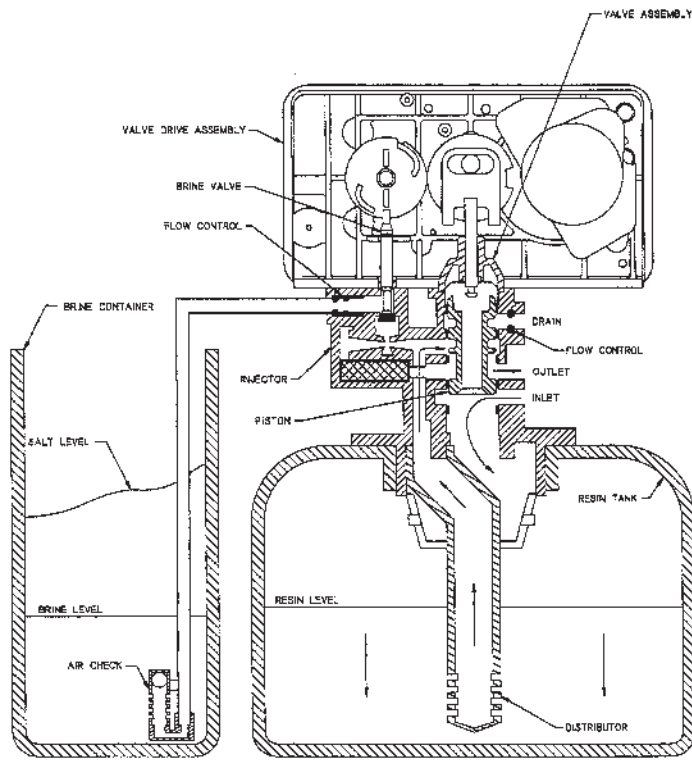 VALVE ASSEMBLY
VALVE DRIVE ASSEMBLY
BRINE VALVE
FLOW CONTROL
BRINE CONTAINER
DRAIN
FLOW CONTROL
INJECTOR
OUTLET
INLET
PISTON
SALT LEVEL
RESIN TANK
BRINE LEVEL
RESIN LEVEL
AIR CHECK
DISTRIBUTOR